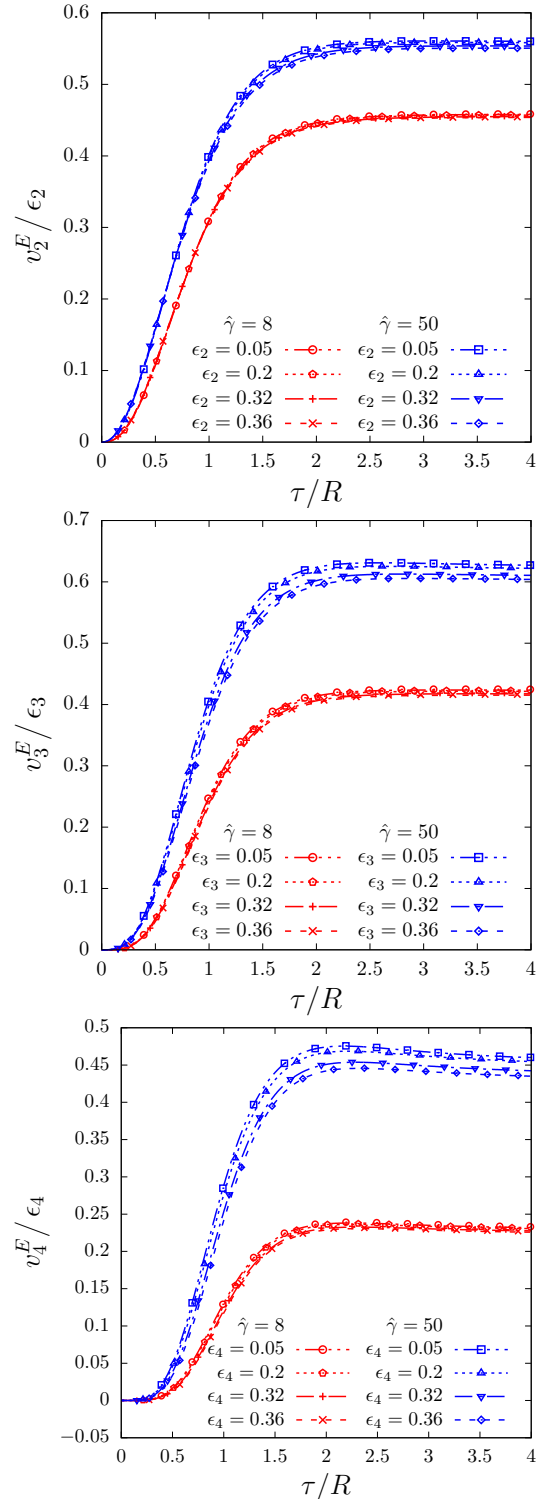 0.6
0.5
0.4
0.3
0.2
0.1
0
v_2^E / ϵ_2
γ̂ = 8 γ̂ = 50
ϵ_2 = 0.05 ϵ_2 = 0.05
ϵ_2 = 0.2 ϵ_2 = 0.2
ϵ_2 = 0.32 ϵ_2 = 0.32
ϵ_2 = 0.36 ϵ_2 = 0.36
0 0.5 1 1.5 2 2.5 3 3.5 4
τ/R
0.7
0.6
0.5
0.4
0.3
0.2
0.1
0
v_3^E / ϵ_3
γ̂ = 8 γ̂ = 50
ϵ_3 = 0.05 ϵ_3 = 0.05
ϵ_3 = 0.2 ϵ_3 = 0.2
ϵ_3 = 0.32 ϵ_3 = 0.32
ϵ_3 = 0.36 ϵ_3 = 0.36
0 0.5 1 1.5 2 2.5 3 3.5 4
τ/R
0.5
0.45
0.4
0.35
0.3
0.25
0.2
0.15
0.1
0.05
0
−0.05
v_4^E / ϵ_4
γ̂ = 8 γ̂ = 50
ϵ_4 = 0.05 ϵ_4 = 0.05
ϵ_4 = 0.2 ϵ_4 = 0.2
ϵ_4 = 0.32 ϵ_4 = 0.32
ϵ_4 = 0.36 ϵ_4 = 0.36
0 0.5 1 1.5 2 2.5 3 3.5 4
τ/R